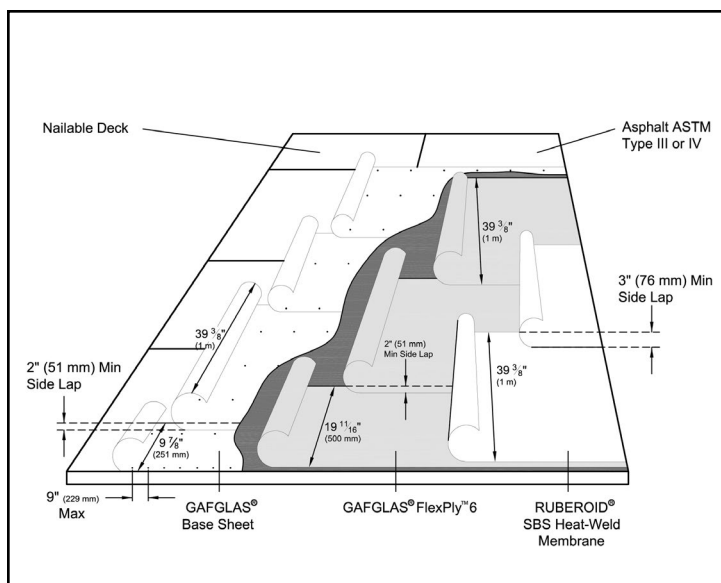 Nailable Deck
Asphalt ASTM
Type III or IV
39 3/8"
(1 m)
3" (76 mm) Min
Side Lap
39 3/8"
(1 m)
2" (51 mm)
Min Side Lap
39 3/8"
(1 m)
2" (51 mm) Min
Side Lap
19 11/16"
(500 mm)
9 7/8"
(251 mm)
9" (229 mm)
Max
GAFGLAS®
Base Sheet
GAFGLAS® FlexPly™6
RUBEROID®
SBS Heat-Weld
Membrane